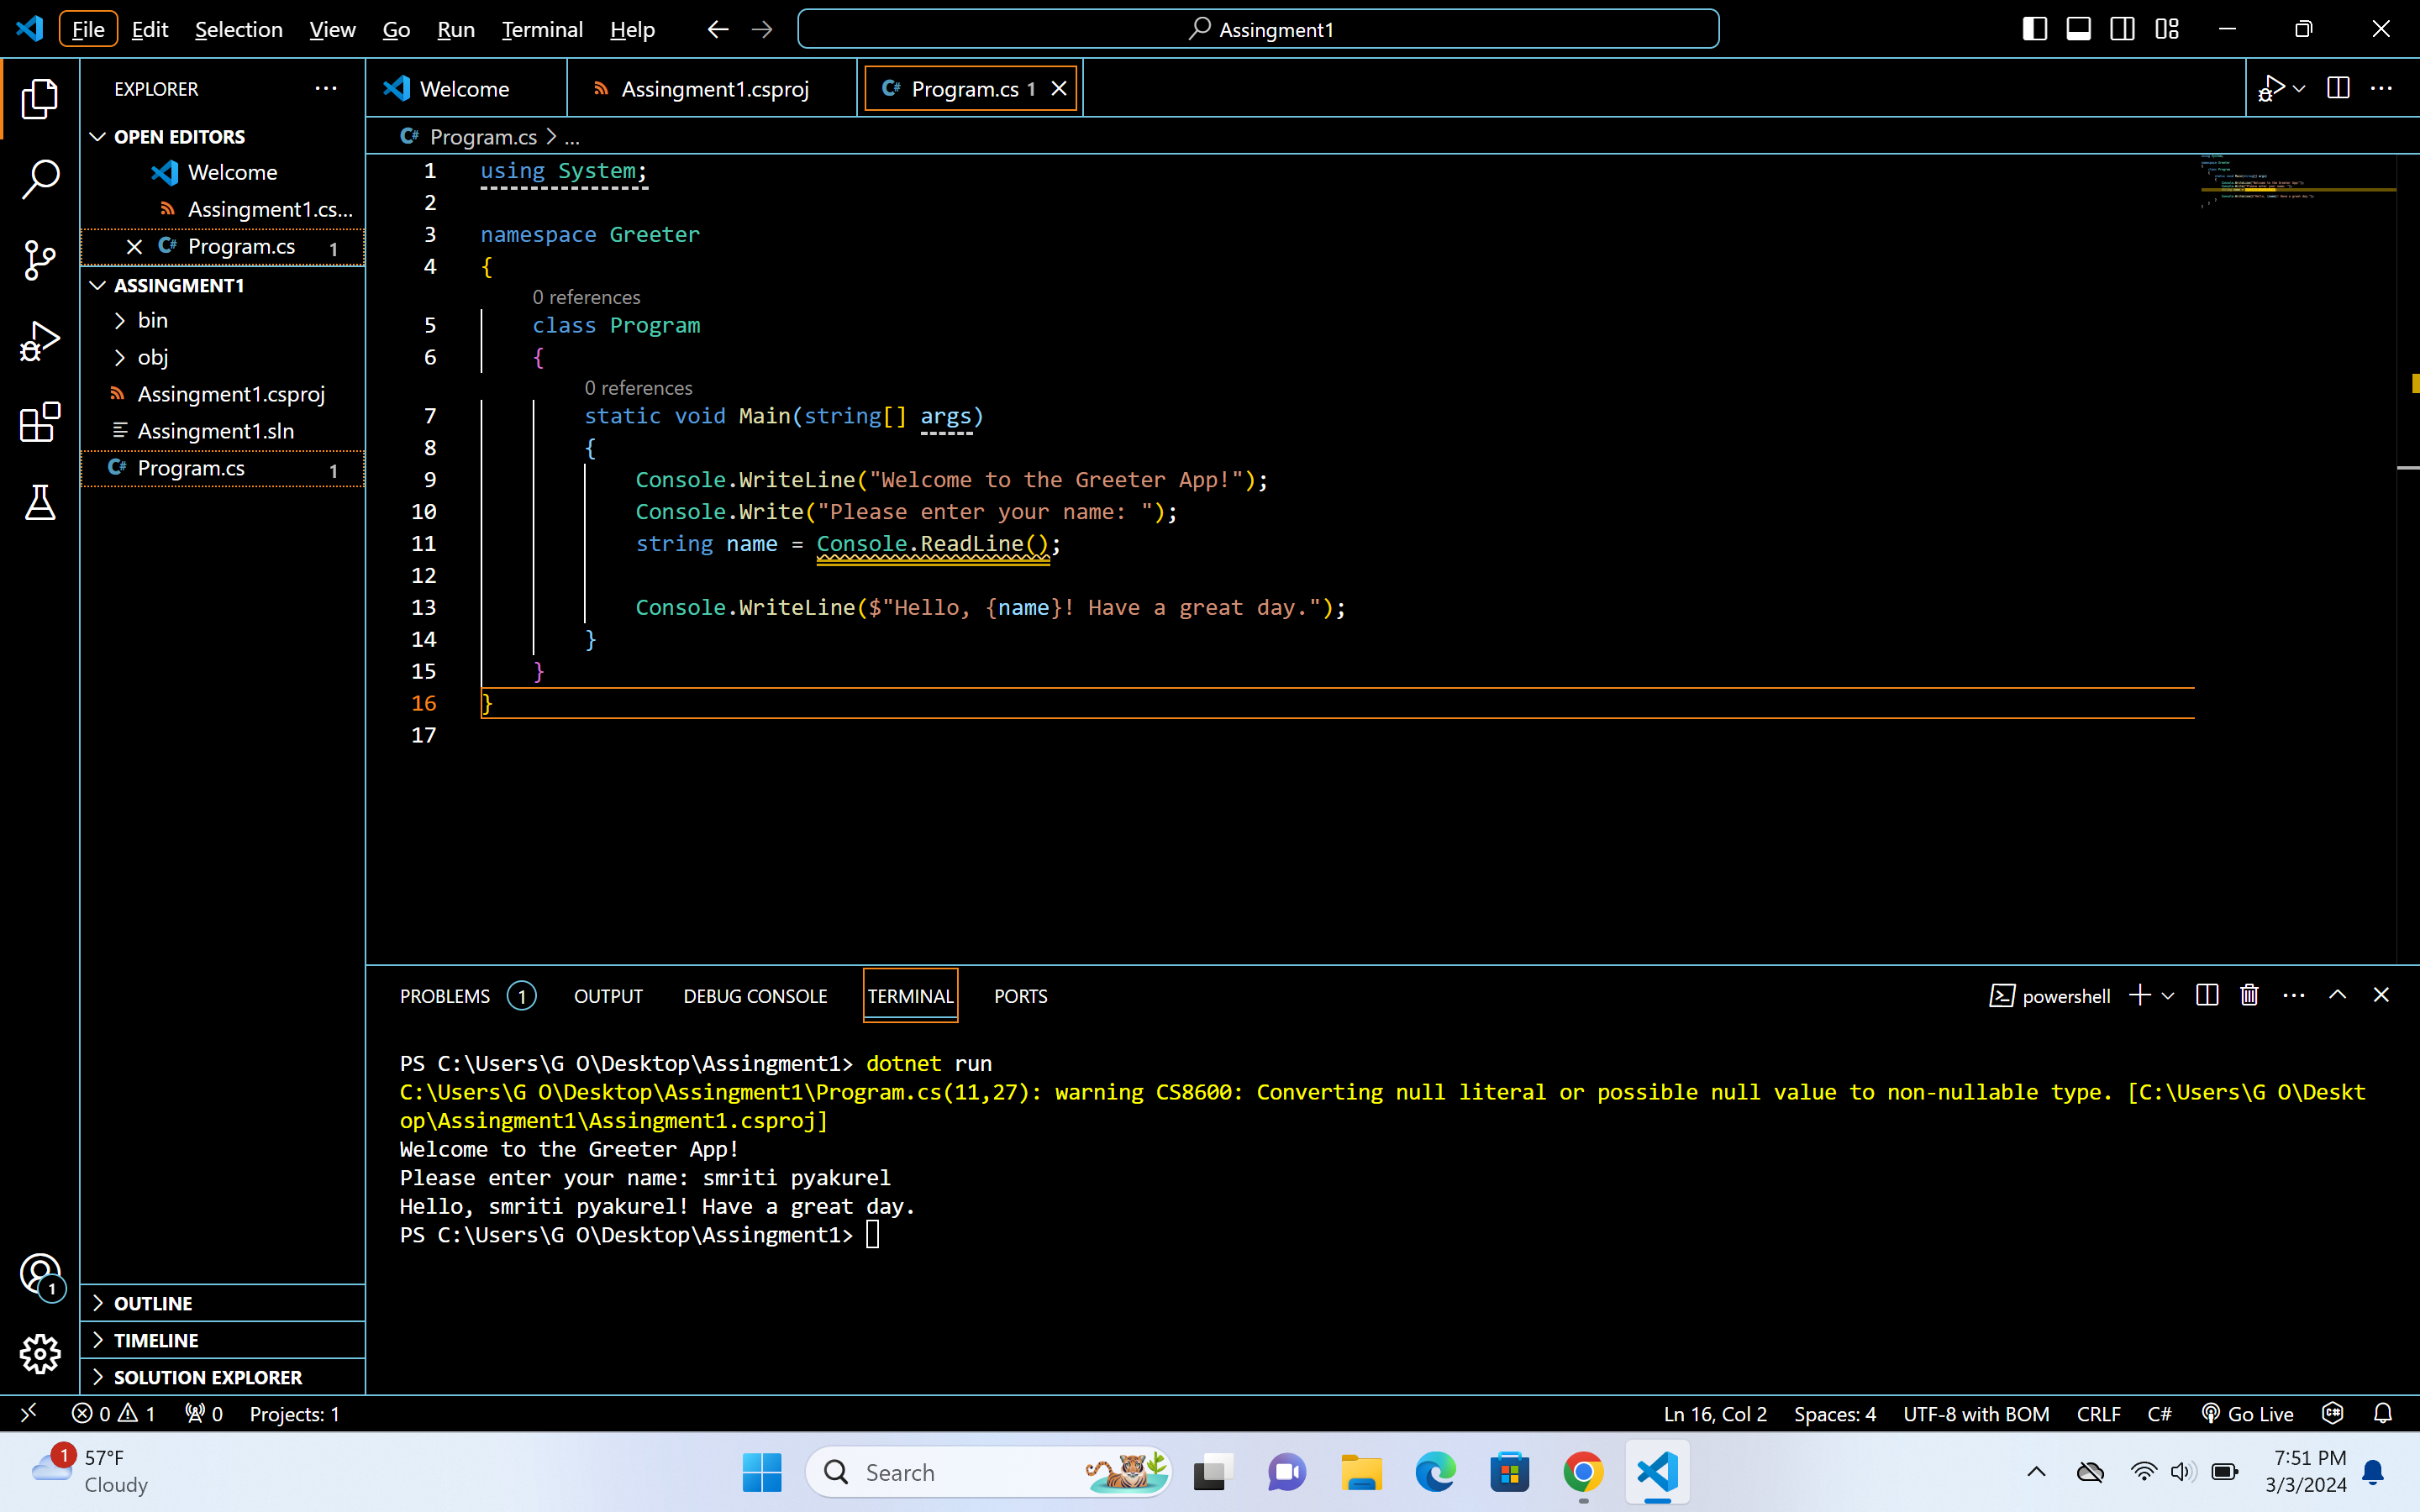 File Edit Selection View Go Run Terminal Help Assingment1
EXPLORER
OPEN EDITORS
Welcome
Assingment1.cs...
Program.cs 1
ASSINGMENT1
bin
obj
Assingment1.csproj
Assingment1.sln
Program.cs 1
1
OUTLINE
TIMELINE
SOLUTION EXPLORER
Welcome Assingment1.csproj Program.cs 1
Program.cs > ...
1 using System;
2
3 namespace Greeter
4 {
0 references
5 class Program
6 {
0 references
7 static void Main(string[] args)
8 {
9 Console.WriteLine("Welcome to the Greeter App!");
10 Console.Write("Please enter your name: ");
11 string name = Console.ReadLine();
12
13 Console.WriteLine($"Hello, {name}! Have a great day.");
14 }
15 }
16 }
17
PROBLEMS 1 OUTPUT DEBUG CONSOLE TERMINAL PORTS powershell
PS C:\Users\G O\Desktop\Assingment1> dotnet run
C:\Users\G O\Desktop\Assingment1\Program.cs(11,27): warning CS8600: Converting null literal or possible null value to non-nullable type. [C:\Users\G O\Deskt
op\Assingment1\Assingment1.csproj]
Welcome to the Greeter App!
Please enter your name: smriti pyakurel
Hello, smriti pyakurel! Have a great day.
PS C:\Users\G O\Desktop\Assingment1>
0 1 0 Projects: 1 Ln 16, Col 2 Spaces: 4 UTF-8 with BOM CRLF C# Go Live
1 57°F
Cloudy
Search
7:51 PM
3/3/2024